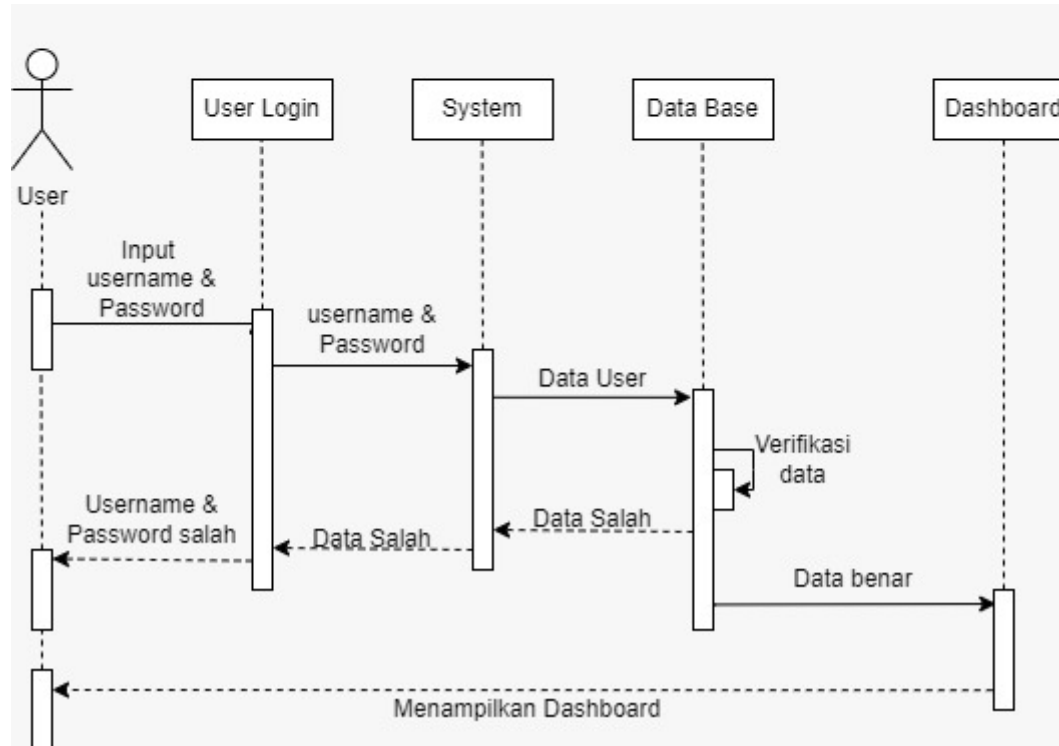 User Login
System
Data Base
Dashboard
User
Input
username &
Password
username &
Password
Data User
Verifikasi
data
Username &
Password salah
Data Salah
Data Salah
Data benar
Menampilkan Dashboard